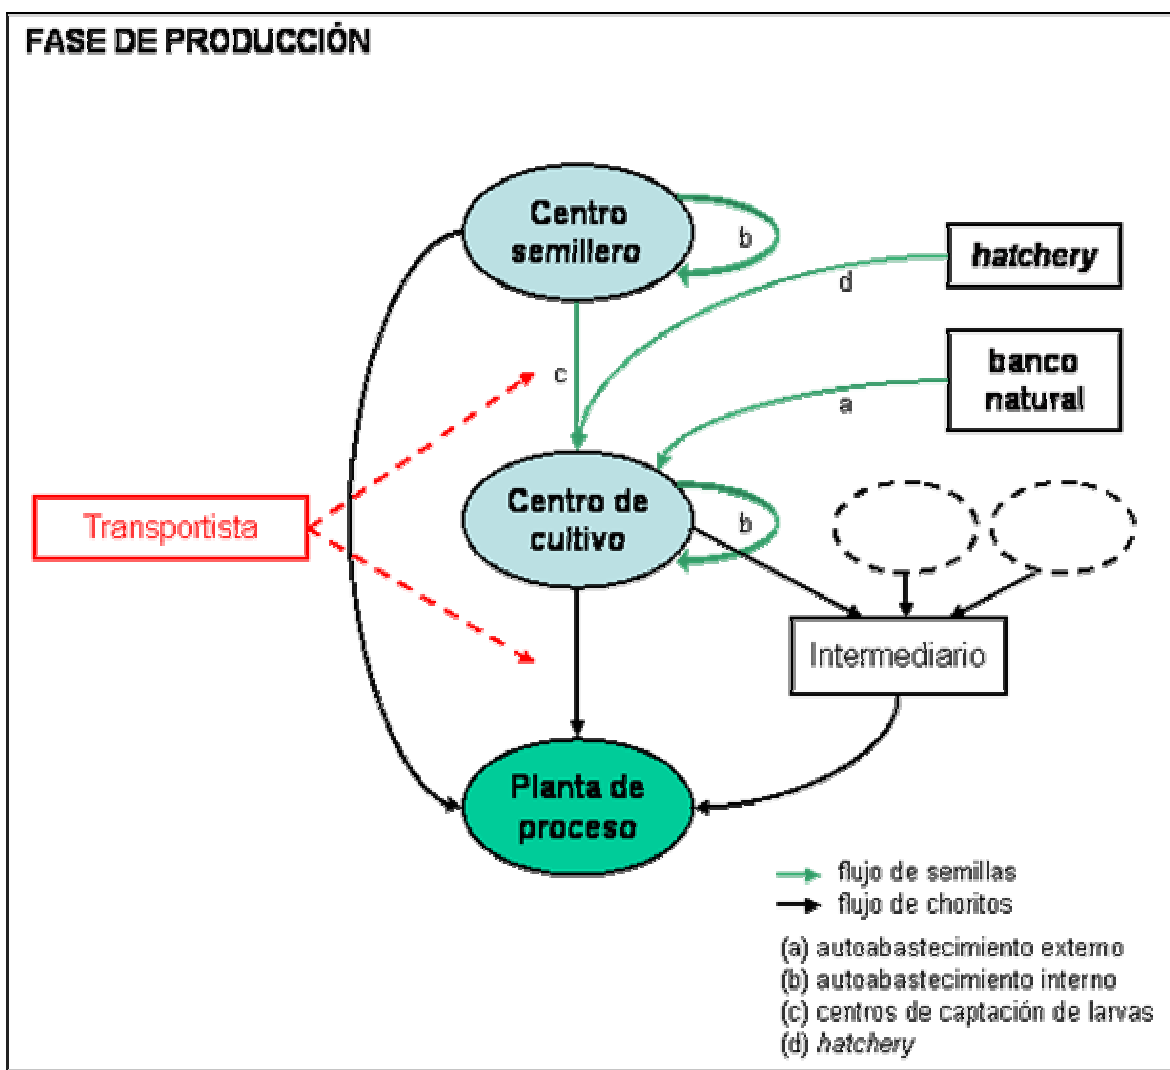 FASE DE PRODUCCIÓN
Centro
semillero
b
hatchery
d
banco
natural
c
a
Transportista
Centro de
cultivo
b
Intermediario
Planta de
proceso
flujo de semillas
flujo de choritos
(a) autoabastecimiento externo
(b) autoabastecimiento interno
(c) centros de captación de larvas
(d) hatchery